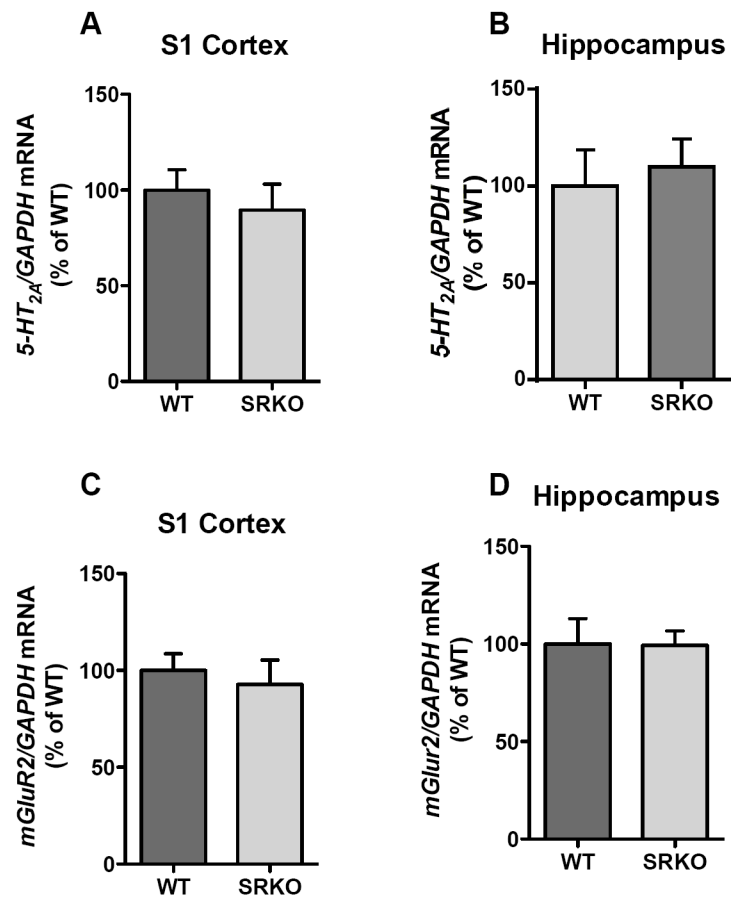 A
S1 Cortex
5-HT2A/GAPDH mRNA
(% of WT)
150
100
50
0
WT SRKO
B
Hippocampus
5-HT2A/GAPDH mRNA
(% of WT)
150
100
50
0
WT SRKO
C
S1 Cortex
mGluR2/GAPDH mRNA
(% of WT)
150
100
50
0
WT SRKO
D
Hippocampus
mGlur2/GAPDH mRNA
(% of WT)
150
100
50
0
WT SRKO